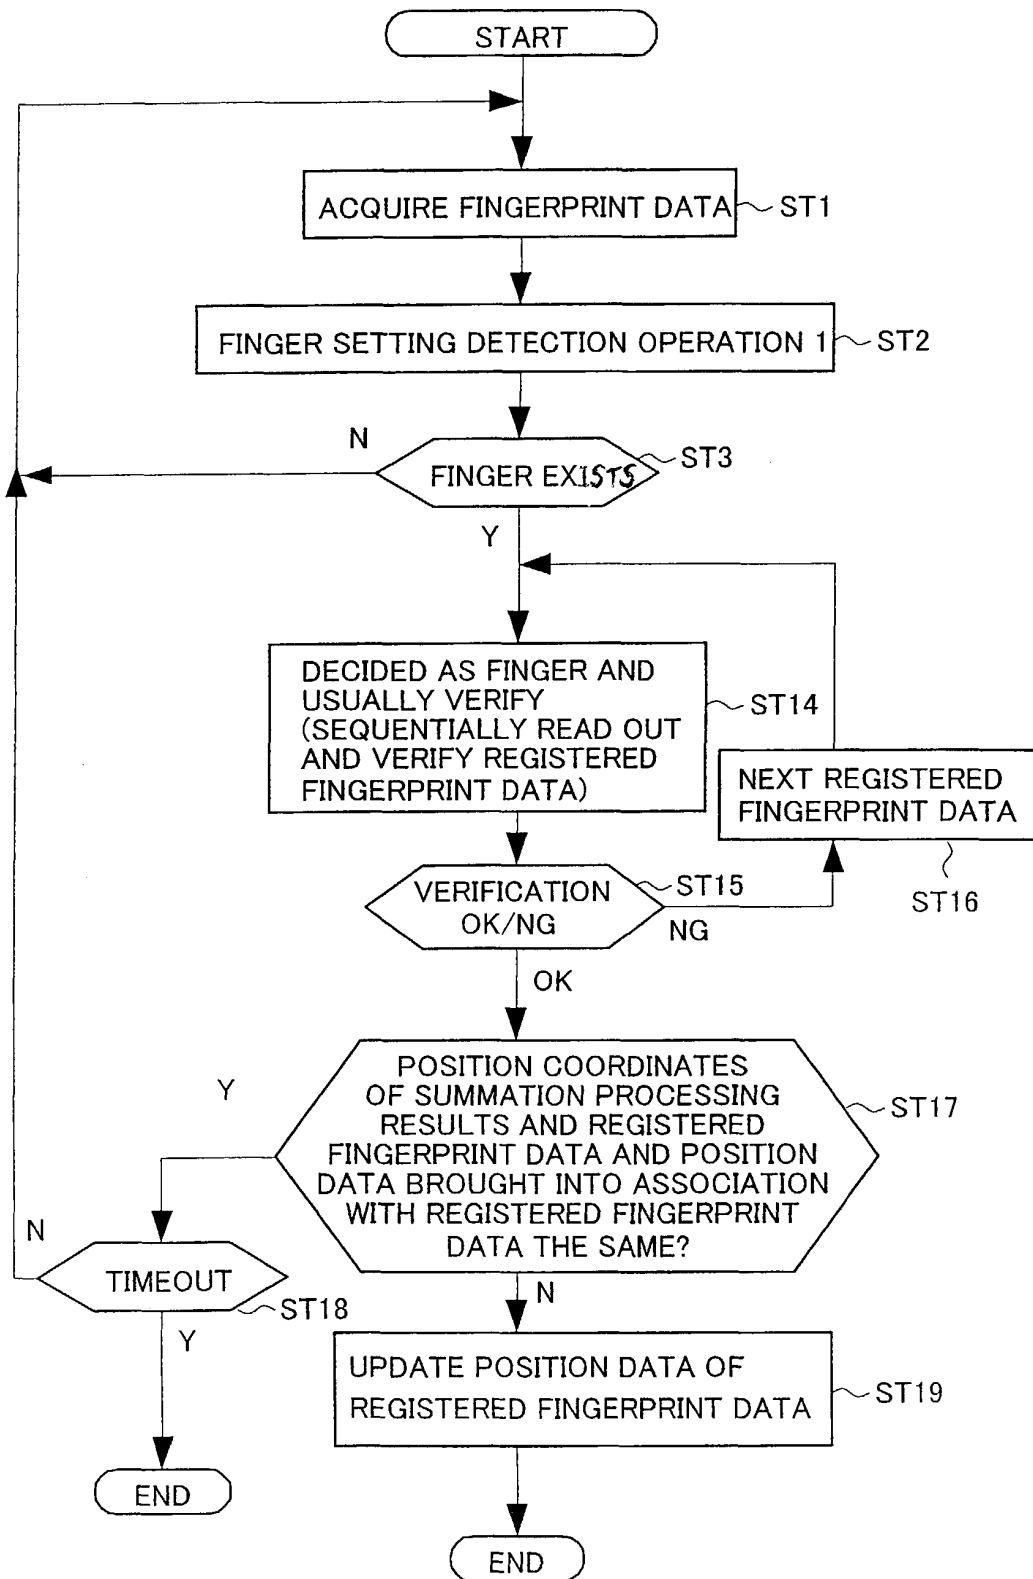 START
ACQUIRE FINGERPRINT DATA
ST1
FINGER SETTING DETECTION OPERATION 1
ST2
N
FINGER EXISTS
ST3
Y
DECIDED AS FINGER AND
USUALLY VERIFY
(SEQUENTIALLY READ OUT
AND VERIFY REGISTERED
FINGERPRINT DATA)
ST14
NEXT REGISTERED
FINGERPRINT DATA
ST16
VERIFICATION
OK/NG
ST15
NG
OK
POSITION COORDINATES
OF SUMMATION PROCESSING
RESULTS AND REGISTERED
FINGERPRINT DATA AND POSITION
DATA BROUGHT INTO ASSOCIATION
WITH REGISTERED FINGERPRINT
DATA THE SAME?
ST17
Y
N
TIMEOUT
ST18
Y
END
N
UPDATE POSITION DATA OF
REGISTERED FINGERPRINT DATA
ST19
END